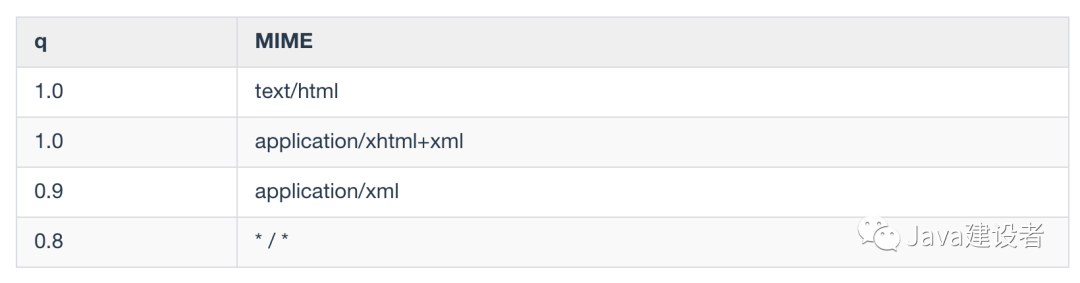 q MIME
1.0 text/html
1.0 application/xhtml+xml
0.9 application/xml
0.8 * / *
Java建设者